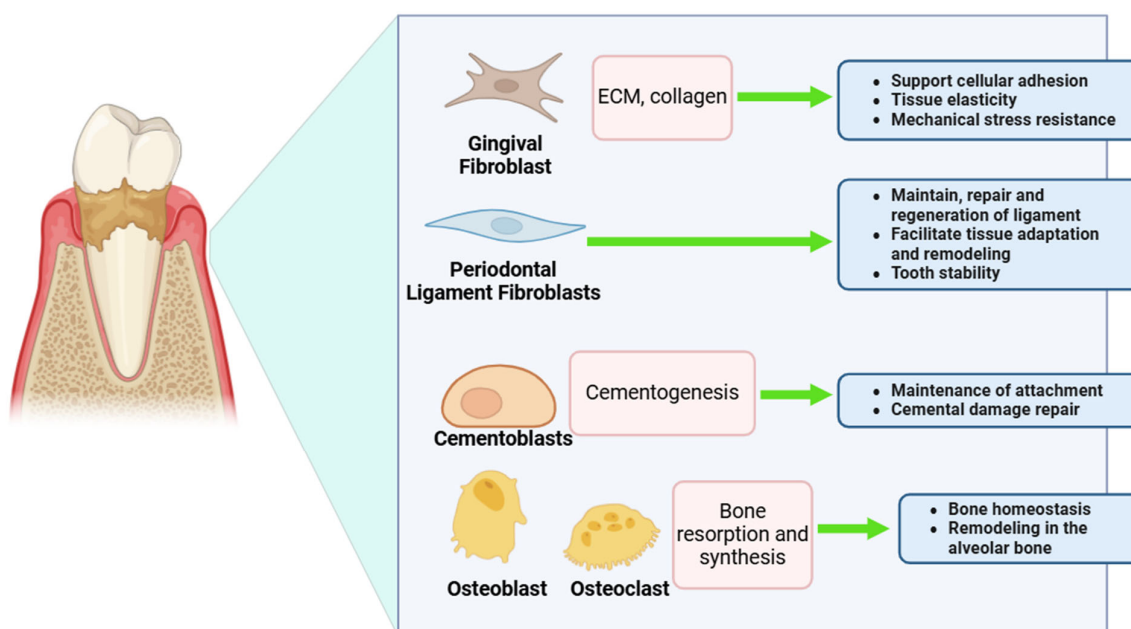 Gingival
Fibroblast
ECM, collagen
• Support cellular adhesion
• Tissue elasticity
• Mechanical stress resistance
Periodontal
Ligament Fibroblasts
• Maintain, repair and
regeneration of ligament
• Facilitate tissue adaptation
and remodeling
• Tooth stability
Cementoblasts
Cementogenesis
• Maintenance of attachment
• Cemental damage repair
Osteoblast
Osteoclast
Bone
resorption and
synthesis
• Bone homeostasis
• Remodeling in the
alveolar bone